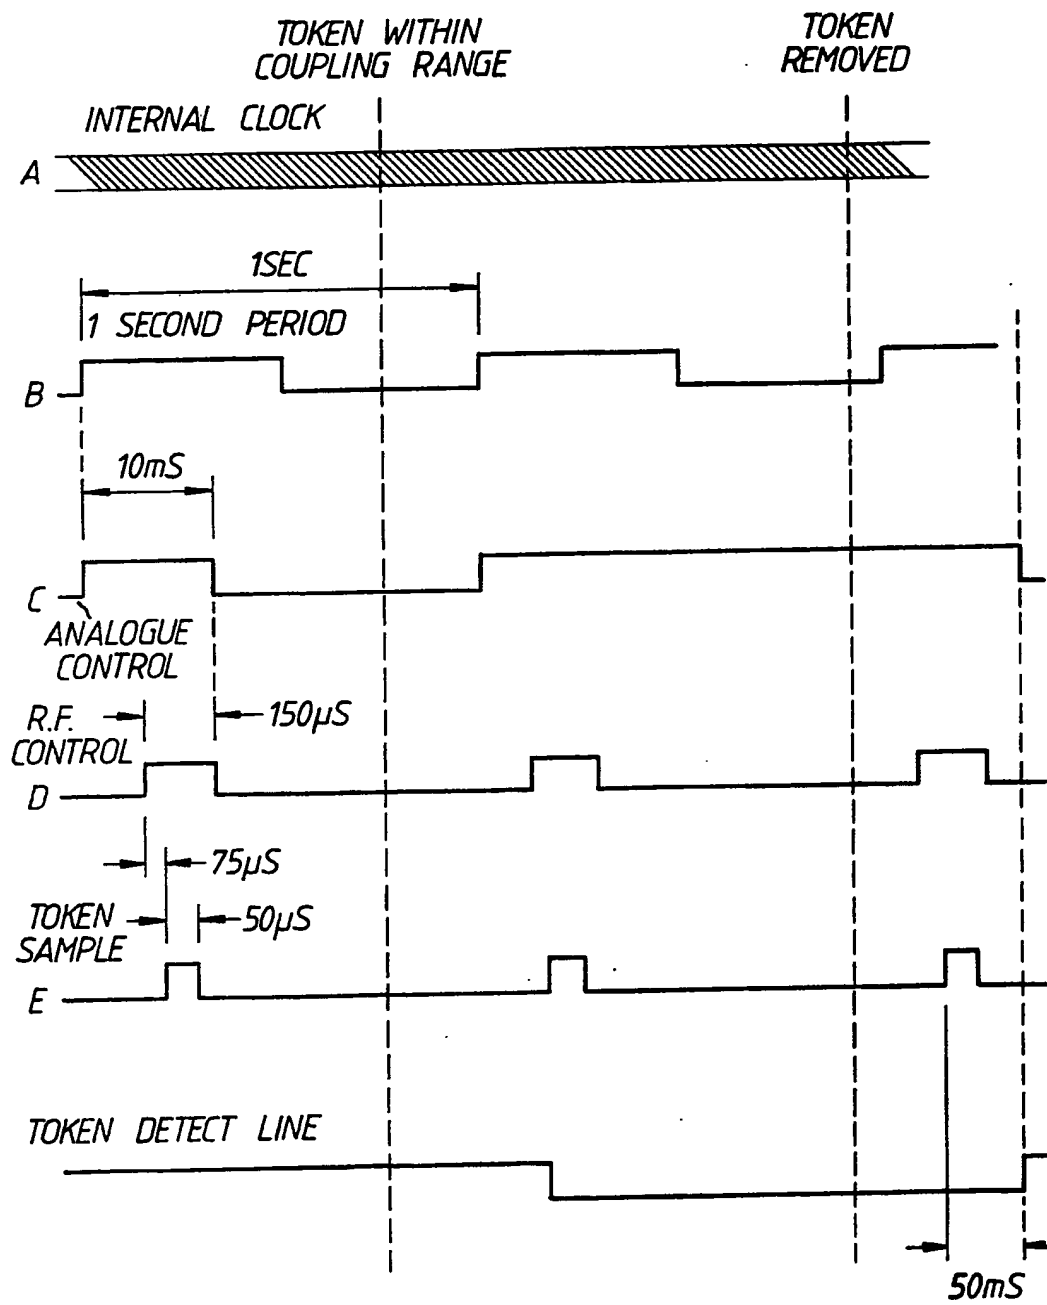 TOKEN WITHIN
COUPLING RANGE
TOKEN
REMOVED
INTERNAL CLOCK
A
1SEC
1 SECOND PERIOD
B
10mS
C
ANALOGUE
CONTROL
R.F.
CONTROL
150µS
D
75µS
TOKEN
SAMPLE
50µS
E
TOKEN DETECT LINE
50mS